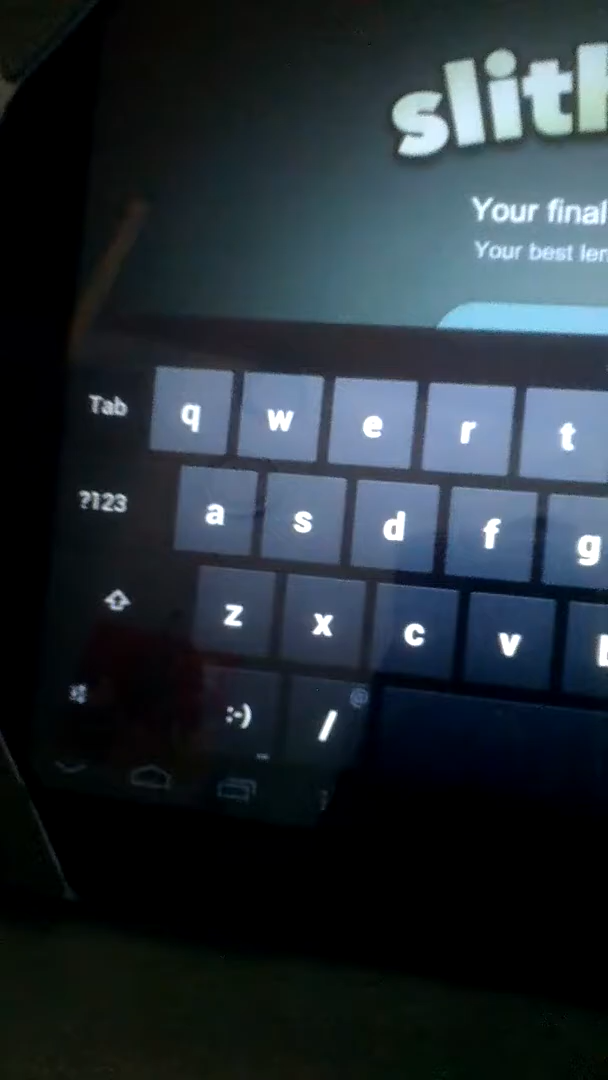 slith
Your final
Your best len
Tab q w e r t
?123 a s d f g
z x c v b
:-) / @